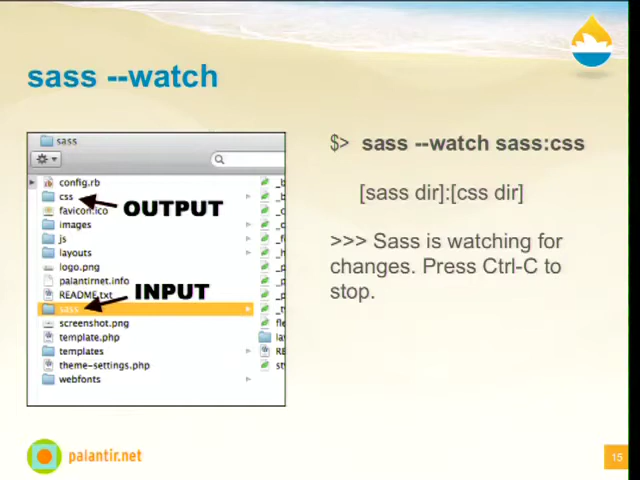 sass --watch
sass
config.rb
css
OUTPUT
favicon.ico
images
js
layouts
logo.png
palantirnet.info
README.txt
INPUT
sass
screenshot.png
template.php
templates
theme-settings.php
webfonts
$> sass --watch sass:css
[sass dir]:[css dir]
>>> Sass is watching for
changes. Press Ctrl-C to
stop.
palantir.net
15